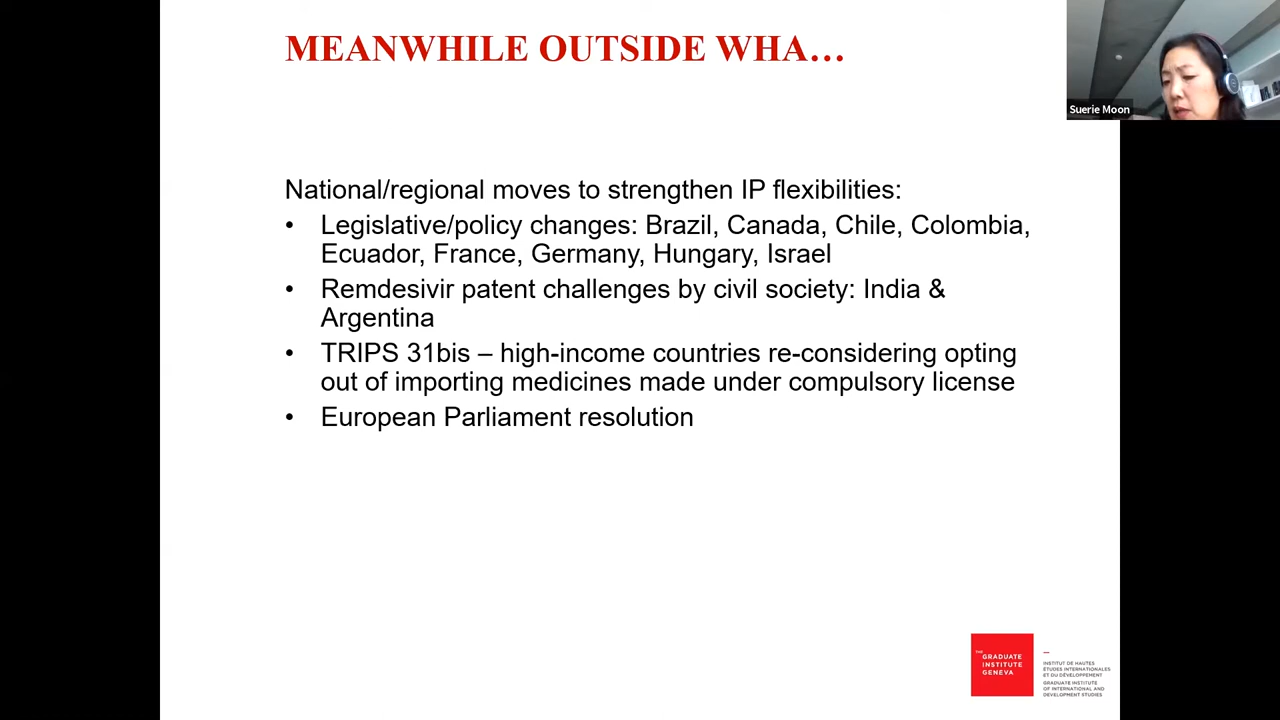 MEANWHILE OUTSIDE WHA…
Suerie Moon
National/regional moves to strengthen IP flexibilities:
• Legislative/policy changes: Brazil, Canada, Chile, Colombia,
Ecuador, France, Germany, Hungary, Israel
• Remdesivir patent challenges by civil society: India &
Argentina
• TRIPS 31bis – high-income countries re-considering opting
out of importing medicines made under compulsory license
• European Parliament resolution
THE
GRADUATE
INSTITUTE
GENEVA
INSTITUT DE HAUTES
ÉTUDES INTERNATIONALES
ET DU DÉVELOPPEMENT
GRADUATE INSTITUTE
OF INTERNATIONAL AND
DEVELOPMENT STUDIES